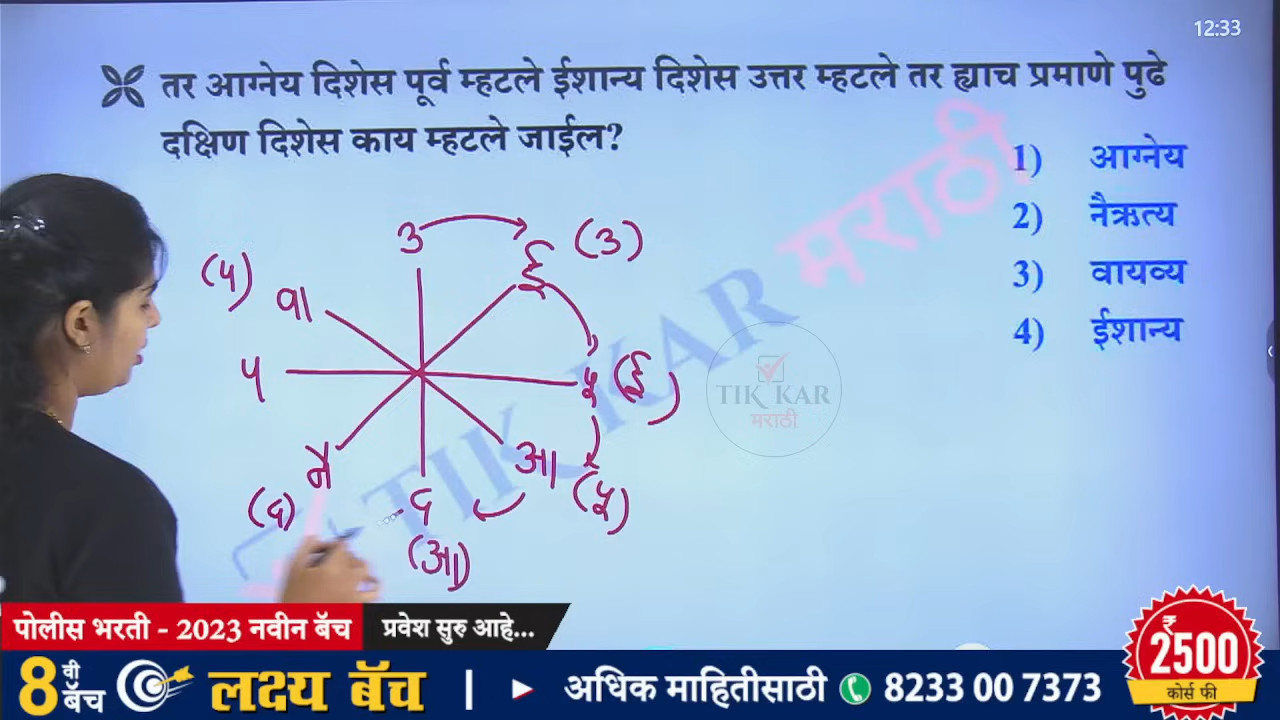 12:33
तर आग्नेय दिशेस पूर्व म्हटले ईशान्य दिशेस उत्तर म्हटले तर ह्याच प्रमाणे पुढे
दक्षिण दिशेस काय म्हटले जाईल?
1) आग्नेय
2) नैऋत्य
3) वायव्य
4) ईशान्य
उ
ई (उ)
(प)
वा
प
पू (ई)
नै
आ (पू)
(द)
द
(आ)
TIK KAR मराठी
TIK KAR
मराठी
पोलीस भरती - 2023 नवीन बॅच प्रवेश सुरु आहे...
₹
2500
कोर्स फी
8 वी बॅच लक्ष्य बॅच | अधिक माहितीसाठी 8233 00 7373